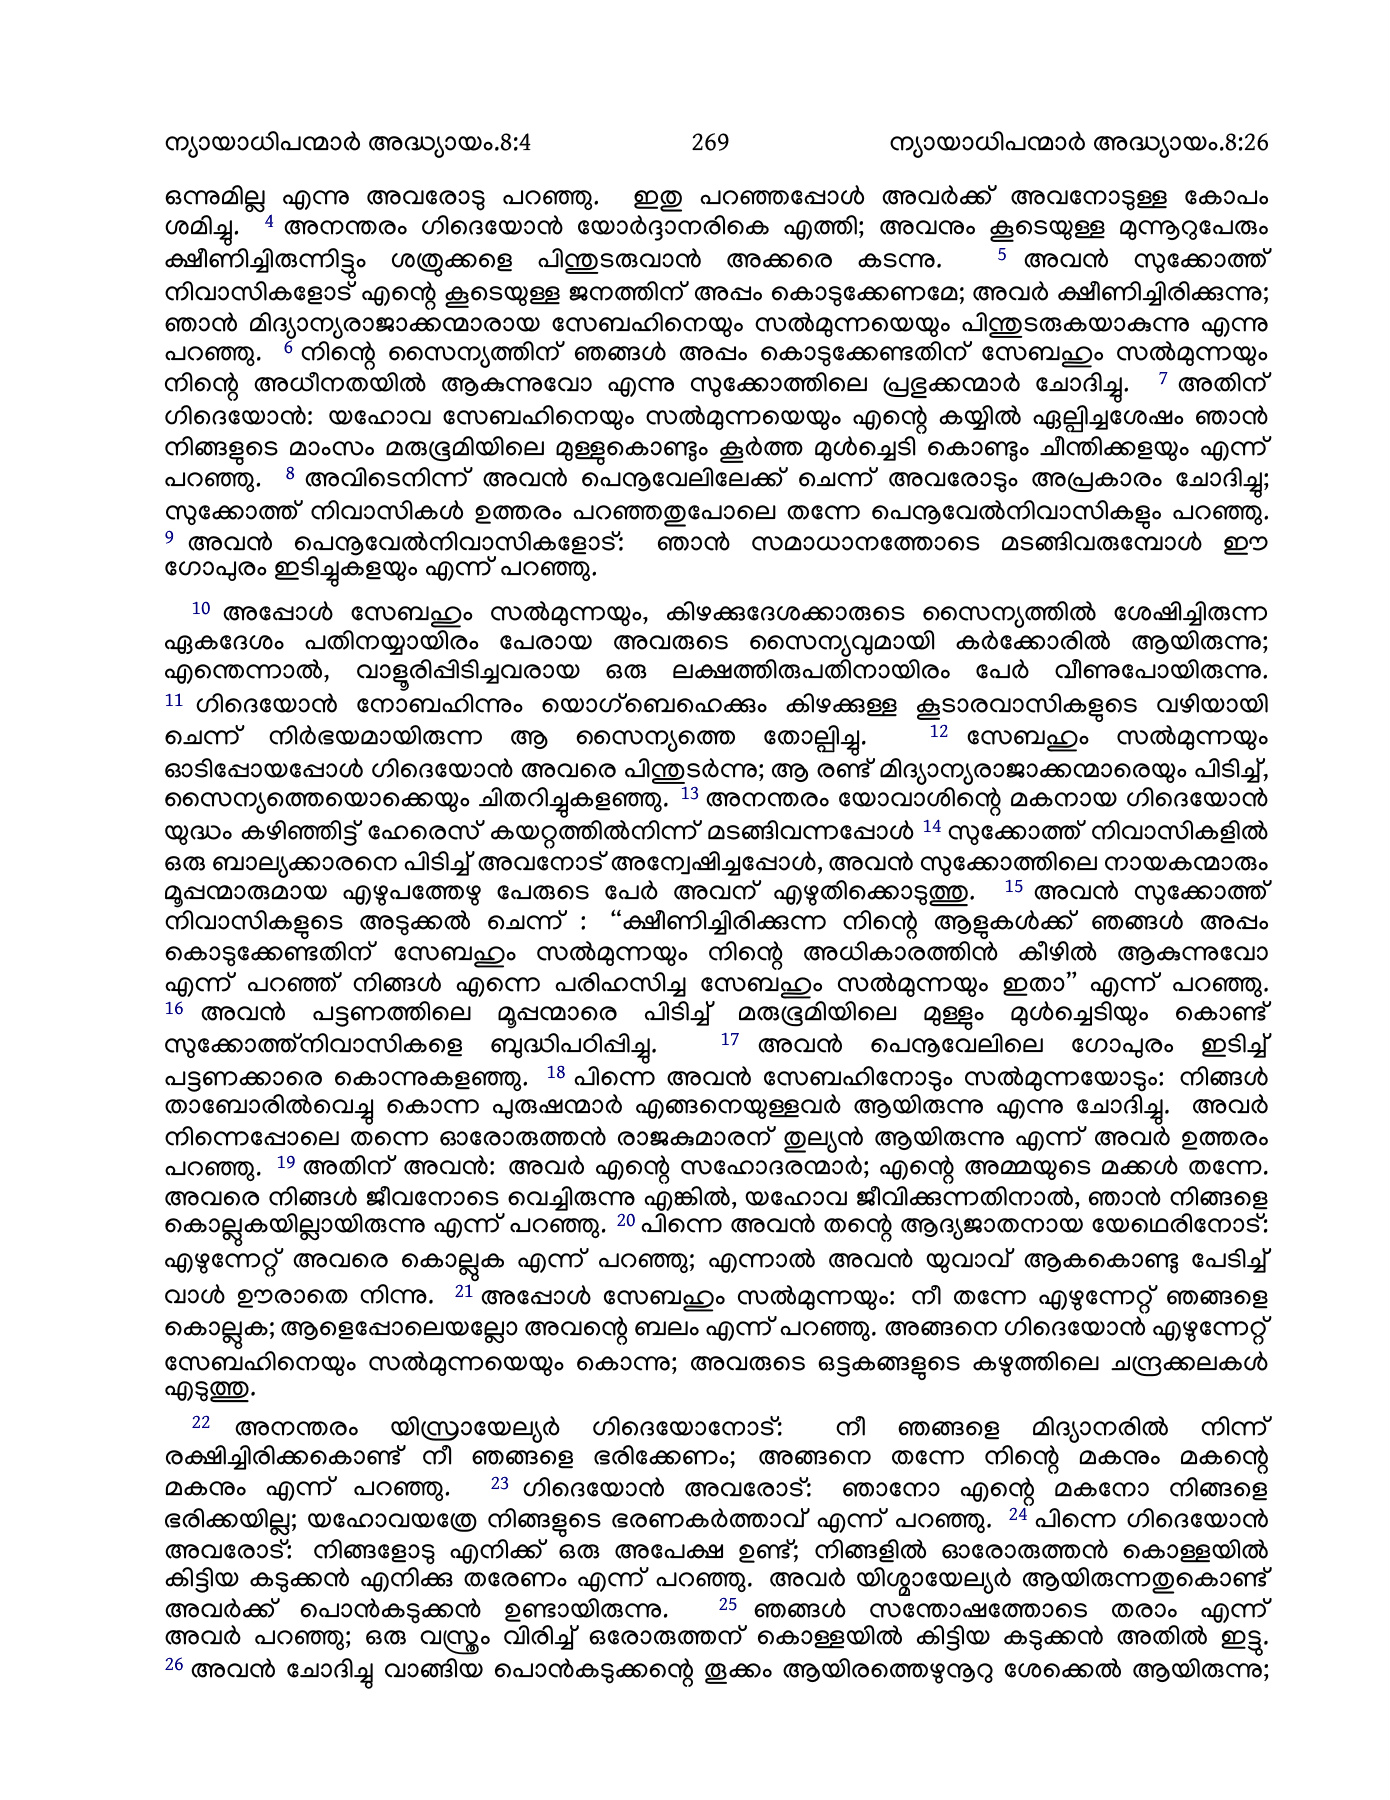 ന്യായാധിപന്മാർ അദ്ധ്യായം.8:4 269 ന്യായാധിപന്മാർ അദ്ധ്യായം.8:26
ഒന്നുമില്ല എന്നു അവരോടു പറഞ്ഞു. ഇതു പറഞ്ഞപ്പോൾ അവർക്ക് അവനോടുള്ള കോപം
ശമിച്ചു. 4 അനന്തരം ഗിദെയോൻ യോർദ്ദാനരികെ എത്തി; അവനും കൂടെയുള്ള മുന്നൂറുപേരും
ക്ഷീണിച്ചിരുന്നിട്ടും ശത്രുക്കളെ പിന്തുടരുവാൻ അക്കരെ കടന്നു. 5 അവൻ സുക്കോത്ത്
നിവാസികളോട് എന്റെ കൂടെയുള്ള ജനത്തിന് അപ്പം കൊടുക്കേണമേ; അവർ ക്ഷീണിച്ചിരിക്കുന്നു;
ഞാൻ മിദ്യാന്യരാജാക്കന്മാരായ സേബഹിനെയും സൽമുന്നയെയും പിന്തുടരുകയാകുന്നു എന്നു
പറഞ്ഞു. 6 നിന്റെ സൈന്യത്തിന് ഞങ്ങൾ അപ്പം കൊടുക്കേണ്ടതിന് സേബഹും സൽമുന്നയും
നിന്റെ അധീനതയിൽ ആകുന്നുവോ എന്നു സുക്കോത്തിലെ പ്രഭുക്കന്മാർ ചോദിച്ചു. 7 അതിന്
ഗിദെയോൻ: യഹോവ സേബഹിനെയും സൽമുന്നയെയും എന്റെ കയ്യിൽ ഏല്പിച്ചശേഷം ഞാൻ
നിങ്ങളുടെ മാംസം മരുഭൂമിയിലെ മുള്ളുകൊണ്ടും കൂർത്ത മുൾച്ചെടി കൊണ്ടും ചീന്തിക്കളയും എന്ന്
പറഞ്ഞു. 8 അവിടെനിന്ന് അവൻ പെനൂവേലിലേക്ക് ചെന്ന് അവരോടും അപ്രകാരം ചോദിച്ചു;
സുക്കോത്ത് നിവാസികൾ ഉത്തരം പറഞ്ഞതുപോലെ തന്നേ പെനൂവേൽനിവാസികളും പറഞ്ഞു.
9 അവൻ പെനൂവേൽനിവാസികളോട്: ഞാൻ സമാധാനത്തോടെ മടങ്ങിവരുമ്പോൾ ഈ
ഗോപുരം ഇടിച്ചുകളയും എന്ന് പറഞ്ഞു.
10 അപ്പോൾ സേബഹും സൽമുന്നയും, കിഴക്കുദേശക്കാരുടെ സൈന്യത്തിൽ ശേഷിച്ചിരുന്ന
ഏകദേശം പതിനയ്യായിരം പേരായ അവരുടെ സൈന്യവുമായി കർക്കോരിൽ ആയിരുന്നു;
എന്തെന്നാൽ, വാളൂരിപ്പിടിച്ചവരായ ഒരു ലക്ഷത്തിരുപതിനായിരം പേർ വീണുപോയിരുന്നു.
11 ഗിദെയോൻ നോബഹിന്നും യൊഗ്ബെഹെക്കും കിഴക്കുള്ള കൂടാരവാസികളുടെ വഴിയായി
ചെന്ന് നിർഭയമായിരുന്ന ആ സൈന്യത്തെ തോല്പിച്ചു. 12 സേബഹും സൽമുന്നയും
ഓടിപ്പോയപ്പോൾ ഗിദെയോൻ അവരെ പിന്തുടർന്നു; ആ രണ്ട് മിദ്യാന്യരാജാക്കന്മാരെയും പിടിച്ച്,
സൈന്യത്തെയൊക്കെയും ചിതറിച്ചുകളഞ്ഞു. 13 അനന്തരം യോവാശിന്റെ മകനായ ഗിദെയോൻ
യുദ്ധം കഴിഞ്ഞിട്ട് ഹേരെസ് കയറ്റത്തിൽനിന്ന് മടങ്ങിവന്നപ്പോൾ 14 സുക്കോത്ത് നിവാസികളിൽ
ഒരു ബാല്യക്കാരനെ പിടിച്ച് അവനോട് അന്വേഷിച്ചപ്പോൾ, അവൻ സുക്കോത്തിലെ നായകന്മാരും
മൂപ്പന്മാരുമായ എഴുപത്തേഴു പേരുടെ പേർ അവന് എഴുതിക്കൊടുത്തു. 15 അവൻ സുക്കോത്ത്
നിവാസികളുടെ അടുക്കൽ ചെന്ന് : “ക്ഷീണിച്ചിരിക്കുന്ന നിന്റെ ആളുകൾക്ക് ഞങ്ങൾ അപ്പം
കൊടുക്കേണ്ടതിന് സേബഹും സൽമുന്നയും നിന്റെ അധികാരത്തിൻ കീഴിൽ ആകുന്നുവോ
എന്ന് പറഞ്ഞ് നിങ്ങൾ എന്നെ പരിഹസിച്ച സേബഹും സൽമുന്നയും ഇതാ” എന്ന് പറഞ്ഞു.
16 അവൻ പട്ടണത്തിലെ മൂപ്പന്മാരെ പിടിച്ച് മരുഭൂമിയിലെ മുള്ളും മുൾച്ചെടിയും കൊണ്ട്
സുക്കോത്ത്നിവാസികളെ ബുദ്ധിപഠിപ്പിച്ചു. 17 അവൻ പെനൂവേലിലെ ഗോപുരം ഇടിച്ച്
പട്ടണക്കാരെ കൊന്നുകളഞ്ഞു. 18 പിന്നെ അവൻ സേബഹിനോടും സൽമുന്നയോടും: നിങ്ങൾ
താബോരിൽവെച്ചു കൊന്ന പുരുഷന്മാർ എങ്ങനെയുള്ളവർ ആയിരുന്നു എന്നു ചോദിച്ചു. അവർ
നിന്നെപ്പോലെ തന്നെ ഓരോരുത്തൻ രാജകുമാരന് തുല്യൻ ആയിരുന്നു എന്ന് അവർ ഉത്തരം
പറഞ്ഞു. 19 അതിന് അവൻ: അവർ എന്റെ സഹോദരന്മാർ; എന്റെ അമ്മയുടെ മക്കൾ തന്നേ.
അവരെ നിങ്ങൾ ജീവനോടെ വെച്ചിരുന്നു എങ്കിൽ, യഹോവ ജീവിക്കുന്നതിനാൽ, ഞാൻ നിങ്ങളെ
കൊല്ലുകയില്ലായിരുന്നു എന്ന് പറഞ്ഞു. 20 പിന്നെ അവൻ തന്റെ ആദ്യജാതനായ യേഥെരിനോട്:
എഴുന്നേറ്റ് അവരെ കൊല്ലുക എന്ന് പറഞ്ഞു; എന്നാൽ അവൻ യുവാവ് ആകകൊണ്ടു പേടിച്ച്
വാൾ ഊരാതെ നിന്നു. 21 അപ്പോൾ സേബഹും സൽമുന്നയും: നീ തന്നേ എഴുന്നേറ്റ് ഞങ്ങളെ
കൊല്ലുക; ആളെപ്പോലെയല്ലോ അവന്റെ ബലം എന്ന് പറഞ്ഞു. അങ്ങനെ ഗിദെയോൻ എഴുന്നേറ്റ്
സേബഹിനെയും സൽമുന്നയെയും കൊന്നു; അവരുടെ ഒട്ടകങ്ങളുടെ കഴുത്തിലെ ചന്ദ്രക്കലകൾ
എടുത്തു.
22 അനന്തരം യിസ്രായേല്യർ ഗിദെയോനോട്: നീ ഞങ്ങളെ മിദ്യാനരിൽ നിന്ന്
രക്ഷിച്ചിരിക്കകൊണ്ട് നീ ഞങ്ങളെ ഭരിക്കേണം; അങ്ങനെ തന്നേ നിന്റെ മകനും മകന്റെ
മകനും എന്ന് പറഞ്ഞു. 23 ഗിദെയോൻ അവരോട്: ഞാനോ എന്റെ മകനോ നിങ്ങളെ
ഭരിക്കയില്ല; യഹോവയത്രേ നിങ്ങളുടെ ഭരണകർത്താവ് എന്ന് പറഞ്ഞു. 24 പിന്നെ ഗിദെയോൻ
അവരോട്: നിങ്ങളോടു എനിക്ക് ഒരു അപേക്ഷ ഉണ്ട്; നിങ്ങളിൽ ഓരോരുത്തൻ കൊള്ളയിൽ
കിട്ടിയ കടുക്കൻ എനിക്കു തരേണം എന്ന് പറഞ്ഞു. അവർ യിശ്മായേല്യർ ആയിരുന്നതുകൊണ്ട്
അവർക്ക് പൊൻകടുക്കൻ ഉണ്ടായിരുന്നു. 25 ഞങ്ങൾ സന്തോഷത്തോടെ തരാം എന്ന്
അവർ പറഞ്ഞു; ഒരു വസ്ത്രം വിരിച്ച് ഒരോരുത്തന് കൊള്ളയിൽ കിട്ടിയ കടുക്കൻ അതിൽ ഇട്ടു.
26 അവൻ ചോദിച്ചു വാങ്ങിയ പൊൻകടുക്കന്റെ തൂക്കം ആയിരത്തെഴുനൂറു ശേക്കെൽ ആയിരുന്നു;